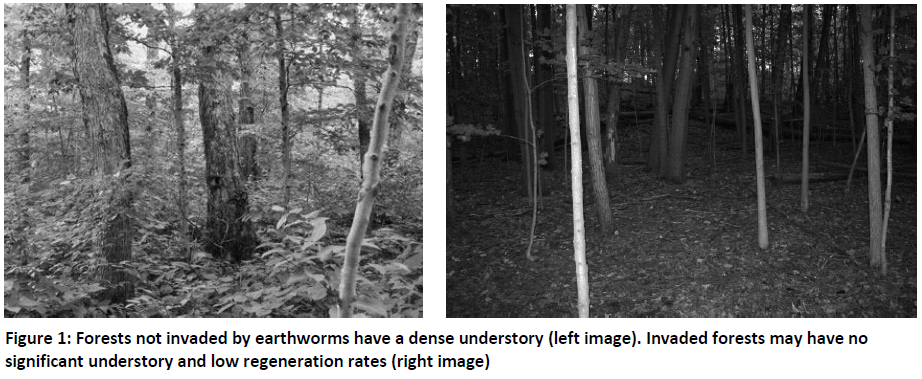 Figure 1: Forests not invaded by earthworms have a dense understory (left image). Invaded forests may have no
significant understory and low regeneration rates (right image)